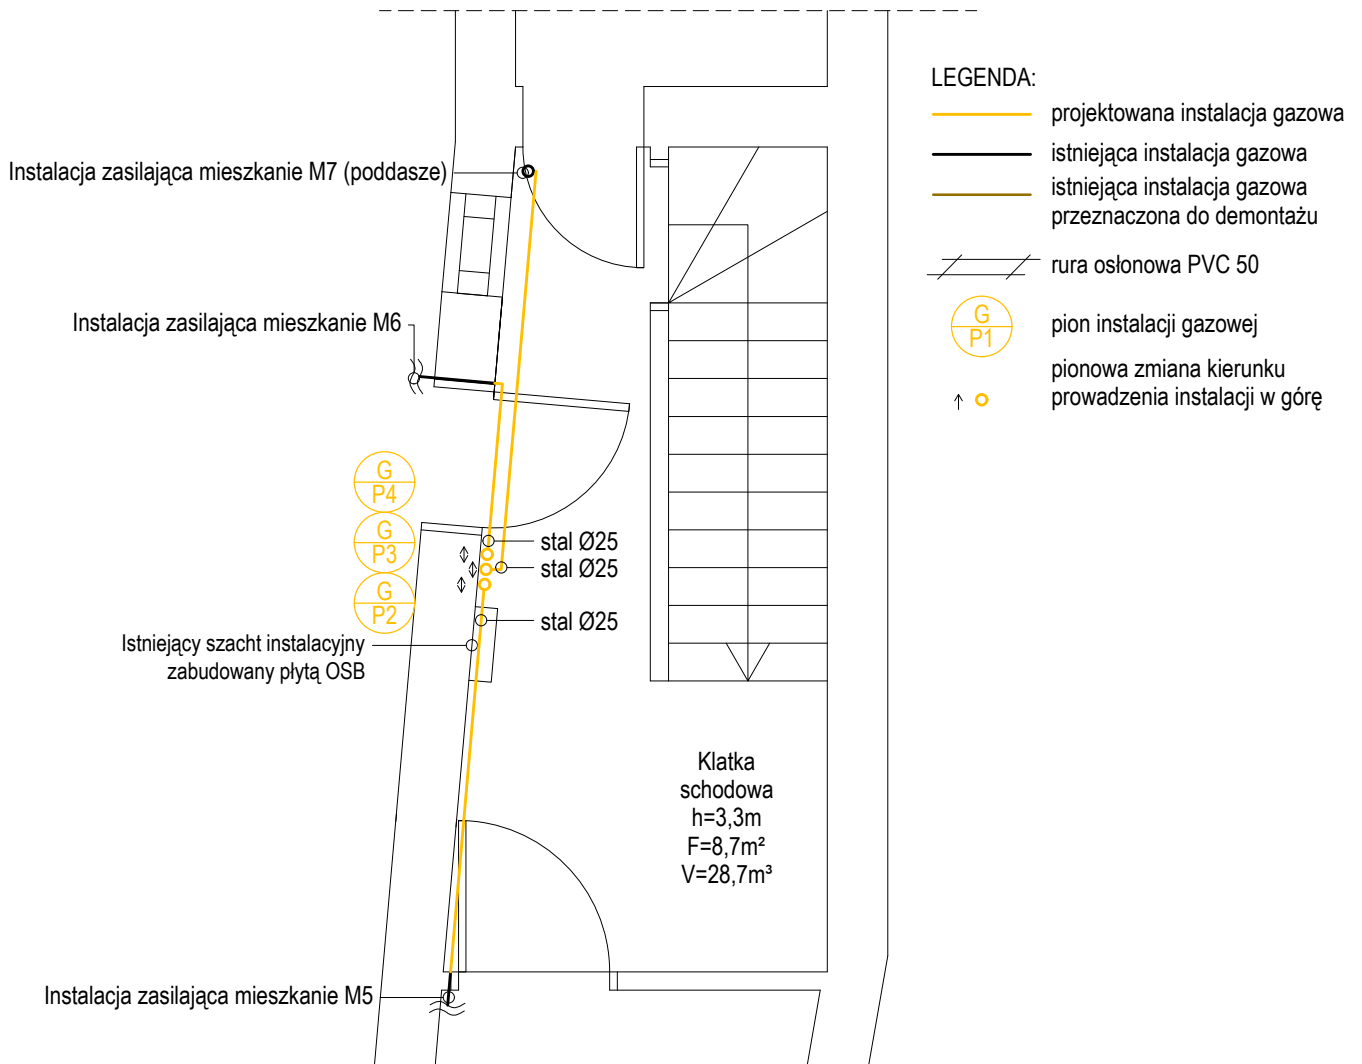 LEGENDA:
projektowana instalacja gazowa
istniejąca instalacja gazowa
istniejąca instalacja gazowa
przeznaczona do demontażu
rura osłonowa PVC 50
G
P1
pion instalacji gazowej
pionowa zmiana kierunku
prowadzenia instalacji w górę
Instalacja zasilająca mieszkanie M7 (poddasze)
Instalacja zasilająca mieszkanie M6
G
P4
G
P3
G
P2
stal Ø25
stal Ø25
stal Ø25
Istniejący szacht instalacyjny
zabudowany płytą OSB
Klatka
schodowa
h=3,3m
F=8,7m²
V=28,7m³
Instalacja zasilająca mieszkanie M5